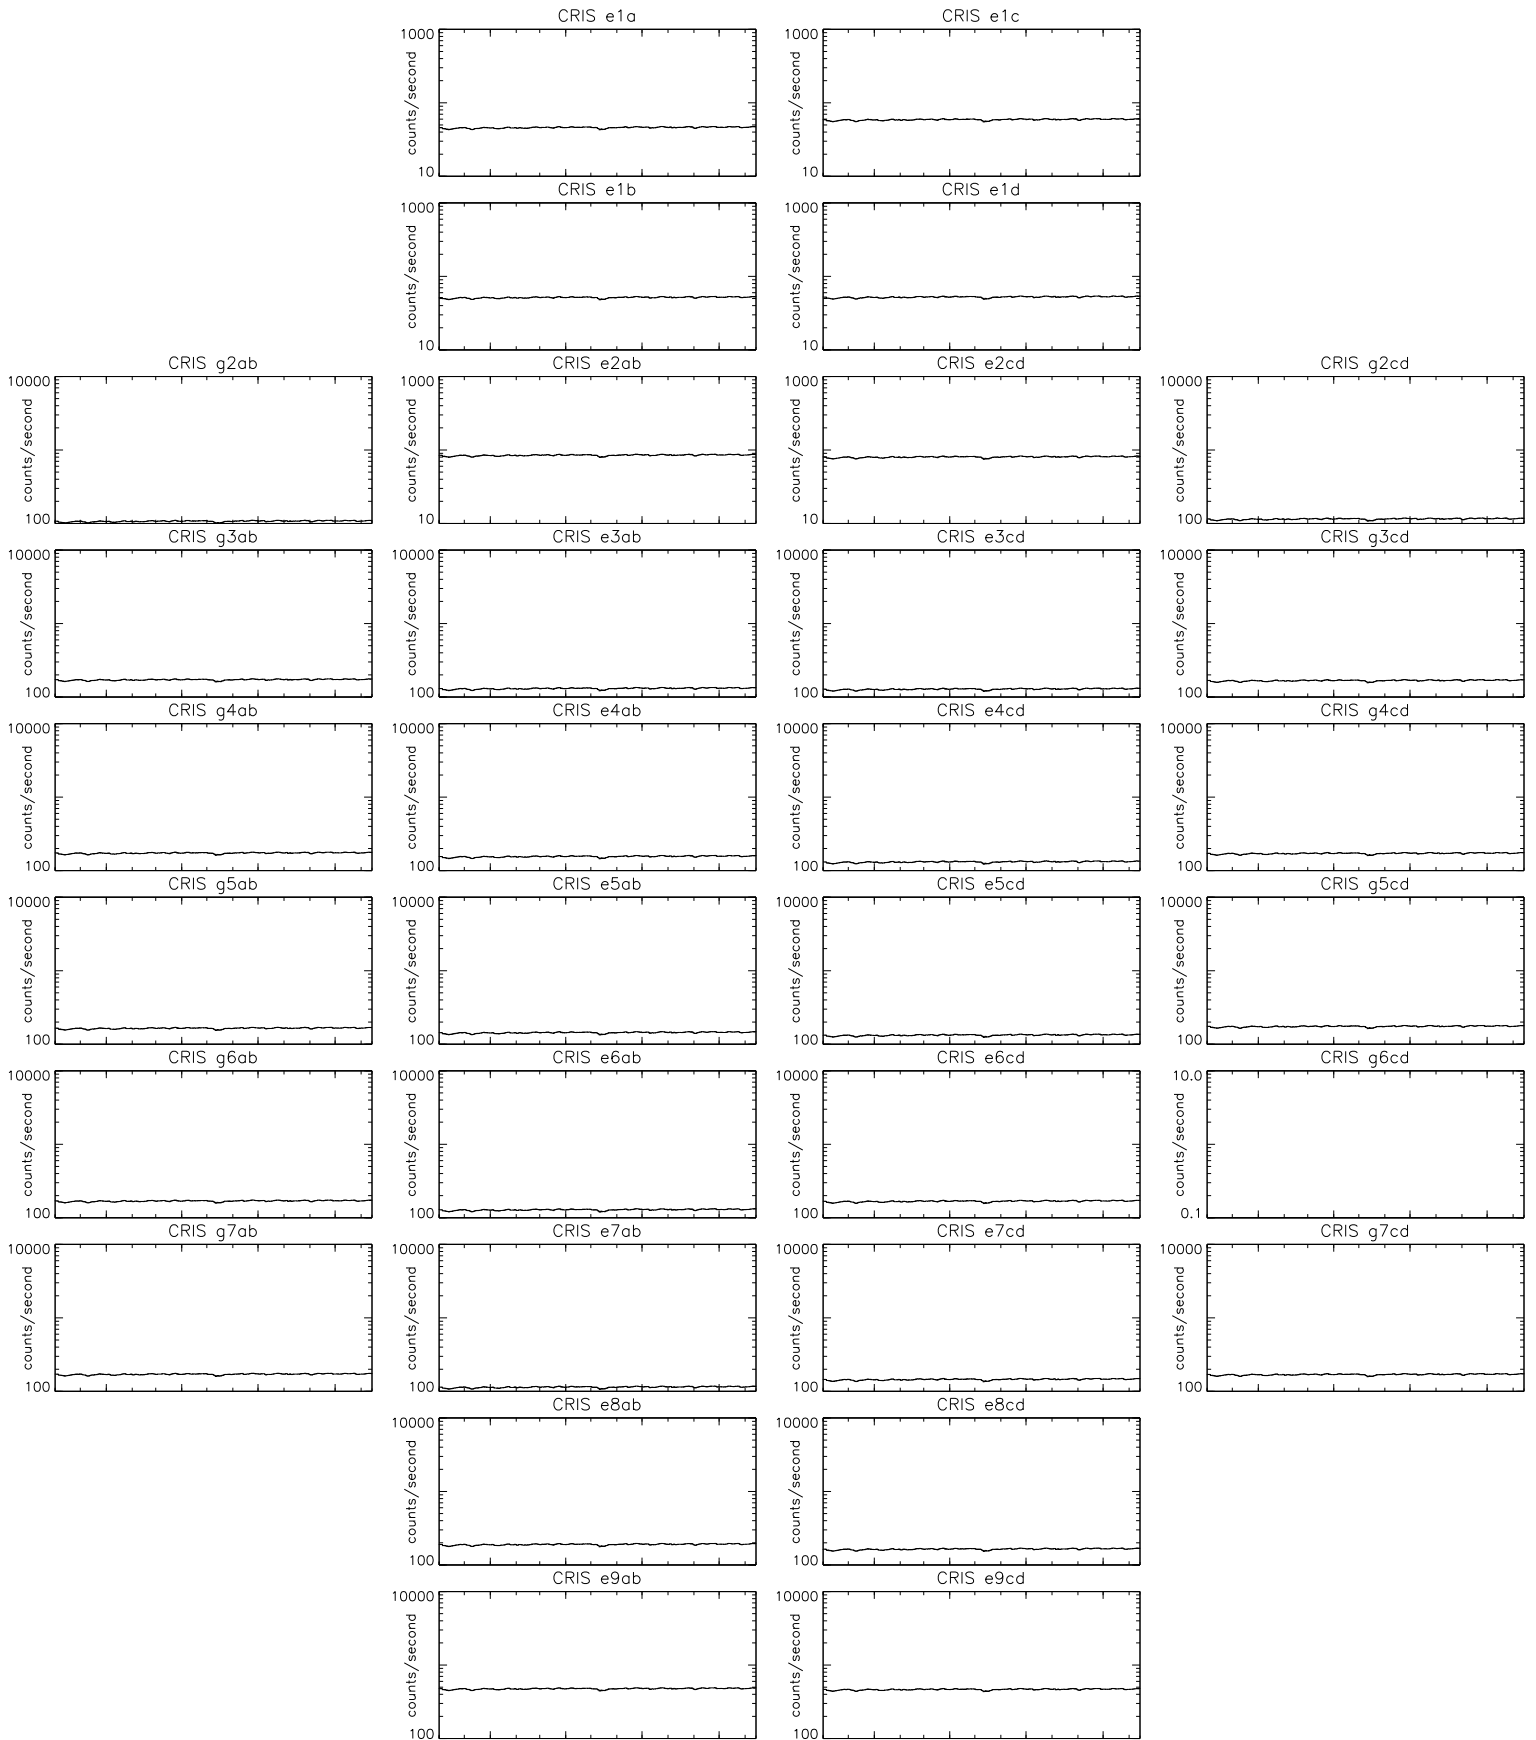 CRIS e1a
CRIS e1c
1000
counts/second
10
1000
counts/second
10
CRIS e1b
CRIS e1d
1000
counts/second
10
1000
counts/second
10
CRIS g2ab
CRIS e2ab
CRIS e2cd
CRIS g2cd
10000
counts/second
100
1000
counts/second
10
1000
counts/second
10
10000
counts/second
100
CRIS g3ab
CRIS e3ab
CRIS e3cd
CRIS g3cd
10000
counts/second
100
10000
counts/second
100
10000
counts/second
100
10000
counts/second
100
CRIS g4ab
CRIS e4ab
CRIS e4cd
CRIS g4cd
10000
counts/second
100
10000
counts/second
100
10000
counts/second
100
10000
counts/second
100
CRIS g5ab
CRIS e5ab
CRIS e5cd
CRIS g5cd
10000
counts/second
100
10000
counts/second
100
10000
counts/second
100
10000
counts/second
100
CRIS g6ab
CRIS e6ab
CRIS e6cd
CRIS g6cd
10000
counts/second
100
10000
counts/second
100
10000
counts/second
100
10.0
counts/second
0.1
CRIS g7ab
CRIS e7ab
CRIS e7cd
CRIS g7cd
10000
counts/second
100
10000
counts/second
100
10000
counts/second
100
10000
counts/second
100
CRIS e8ab
CRIS e8cd
10000
counts/second
100
10000
counts/second
100
CRIS e9ab
CRIS e9cd
10000
counts/second
100
10000
counts/second
100